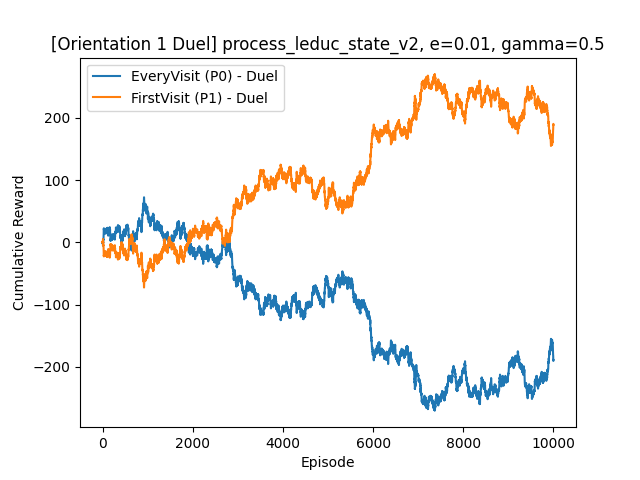 [Orientation 1 Duel] process_leduc_state_v2, e=0.01, gamma=0.5
EveryVisit (P0) - Duel
FirstVisit (P1) - Duel
200
100
0
−100
−200
Cumulative Reward
0 2000 4000 6000 8000 10000
Episode